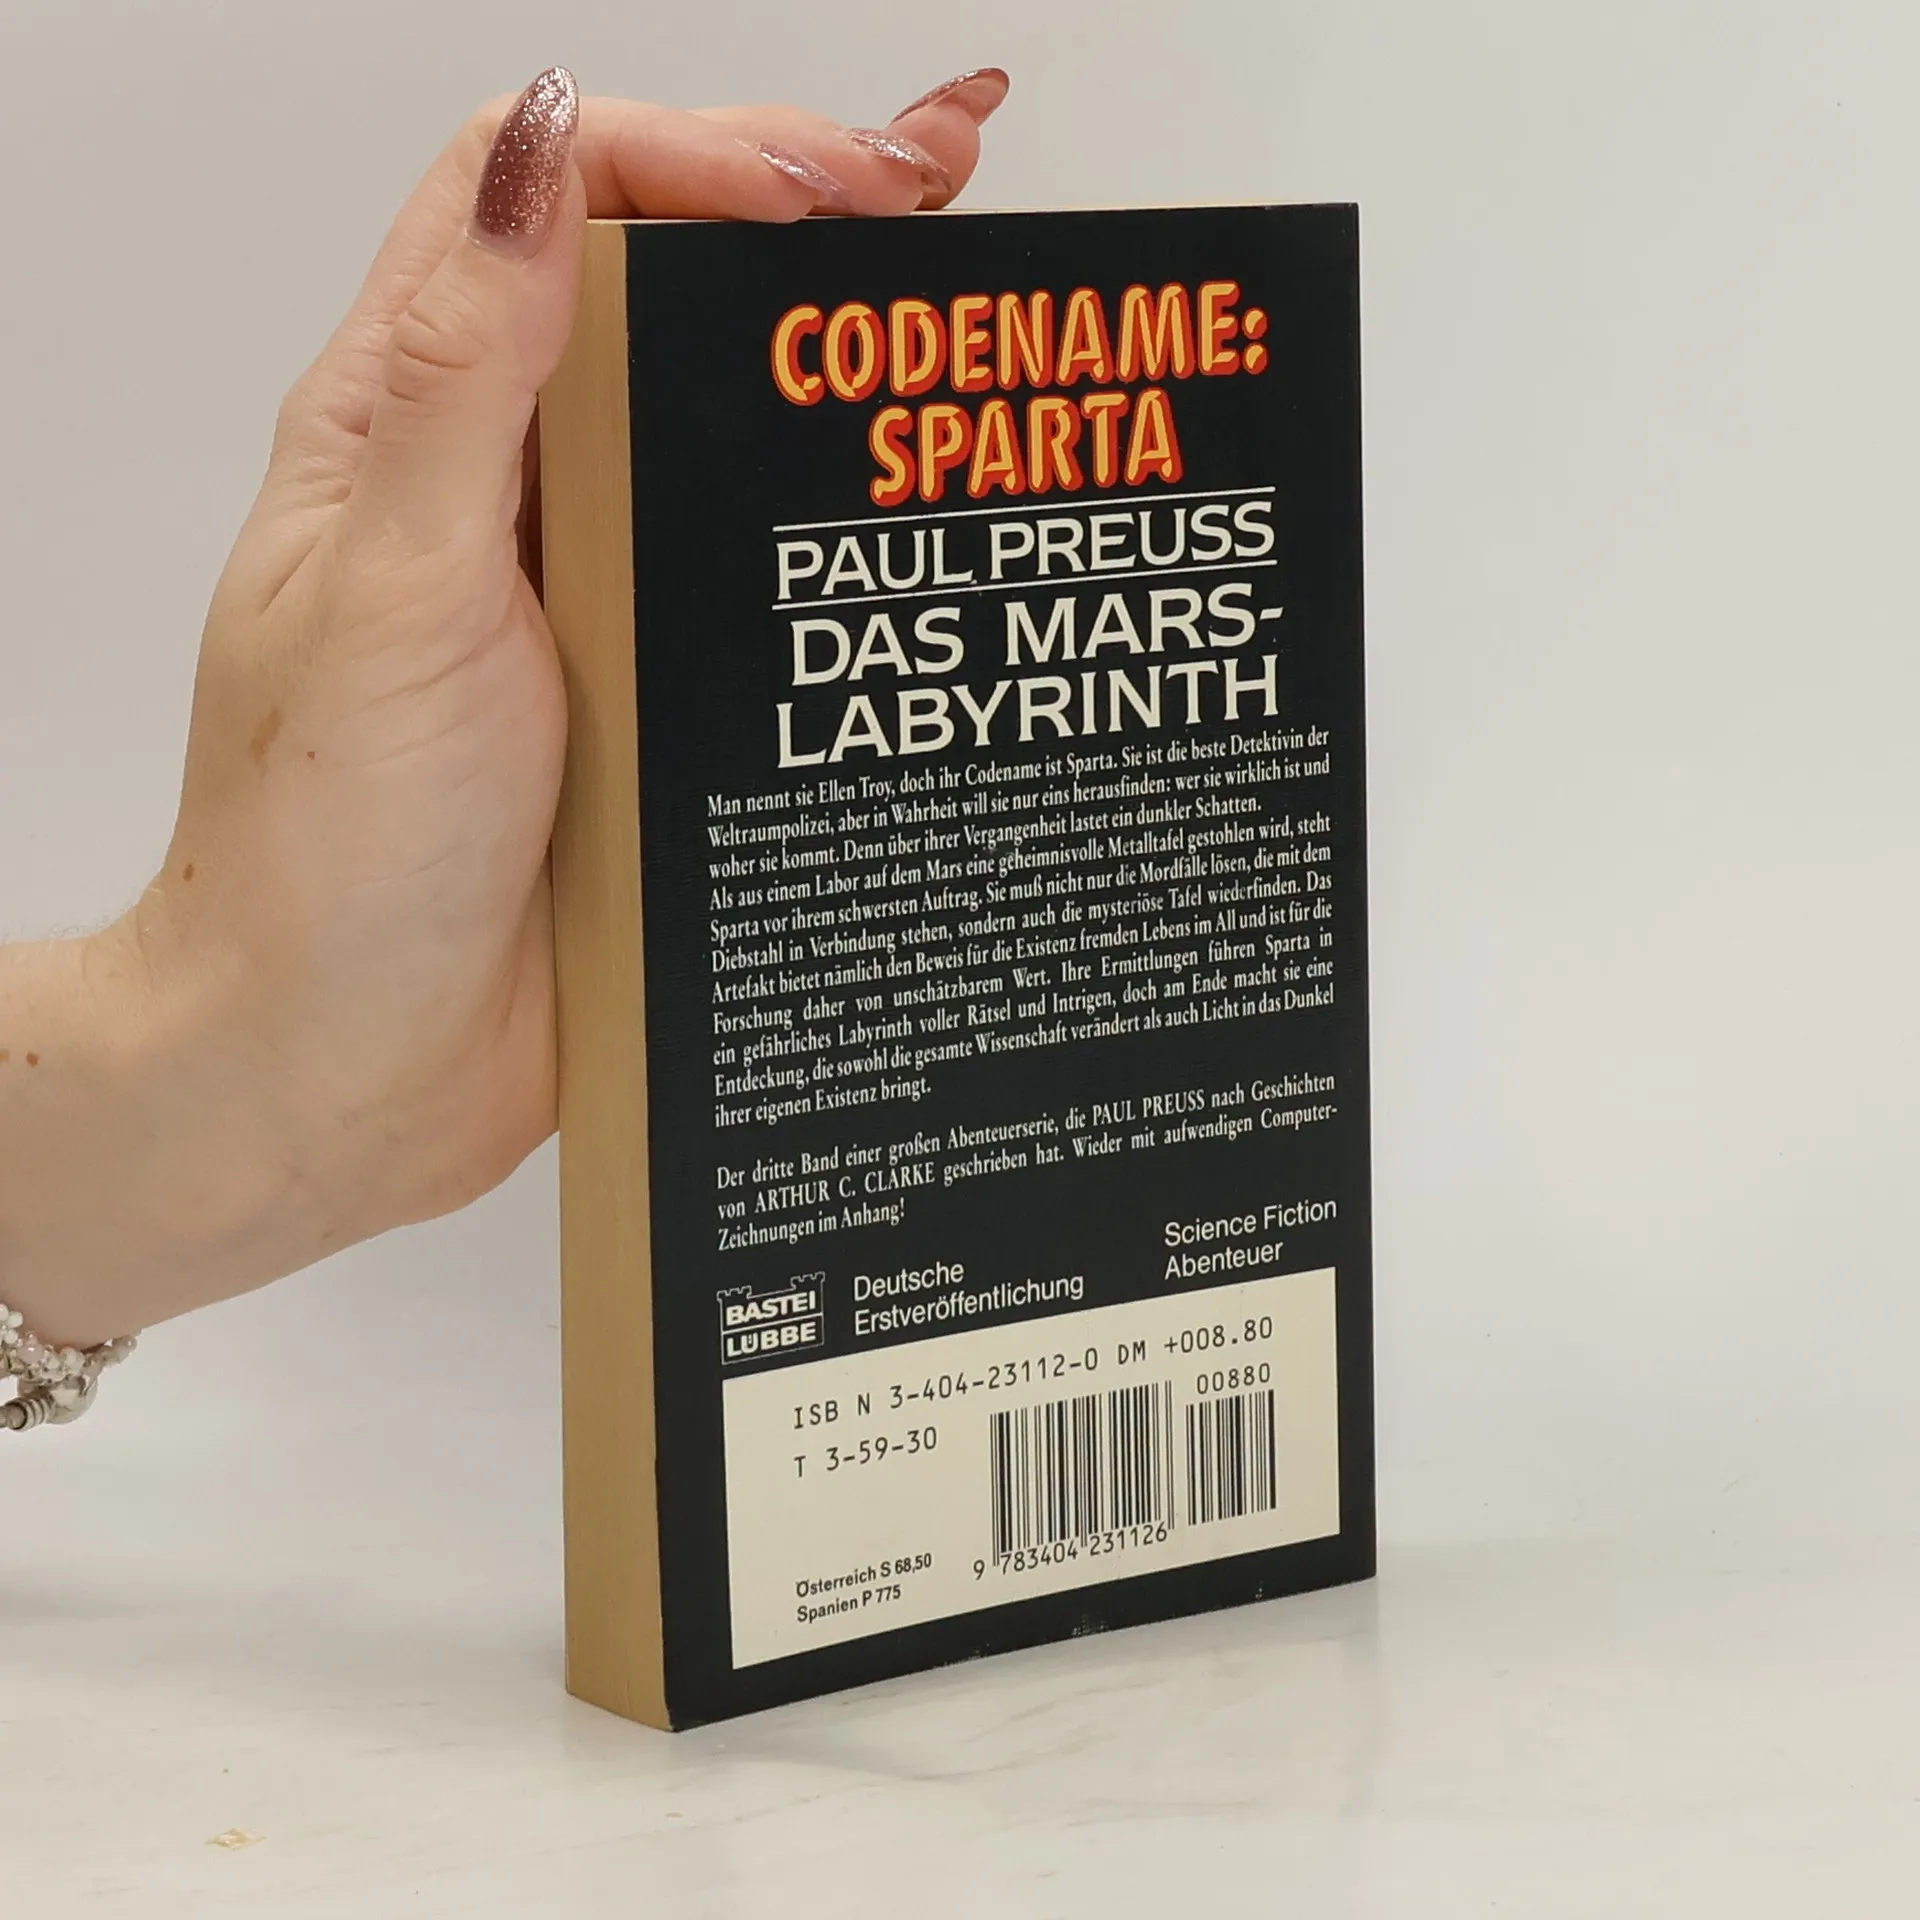 CODENAME:
SPARTA
PAUL PREUSS
DAS MARS-
LABYRINTH
Man nennt sie Ellen Troy, doch ihr Codename ist Sparta. Sie ist die beste Detektivin der
Weltraumpolizei, aber in Wahrheit will sie nur eins herausfinden: wer sie wirklich ist und
woher sie kommt. Denn über ihrer Vergangenheit lastet ein dunkler Schatten.
Als aus einem Labor auf dem Mars eine geheimnisvolle Metalltafel gestohlen wird, steht
Sparta vor ihrem schwersten Auftrag. Sie muß nicht nur die Mordfälle lösen, die mit dem
Diebstahl in Verbindung stehen, sondern auch die mysteriöse Tafel wiederfinden. Das
Artefakt bietet nämlich den Beweis für die Existenz fremden Lebens im All und ist für die
Forschung daher von unschätzbarem Wert. Ihre Ermittlungen führen Sparta in
ein gefährliches Labyrinth voller Rätsel und Intrigen, doch am Ende macht sie eine
Entdeckung, die sowohl die gesamte Wissenschaft verändert als auch Licht in das Dunkel
ihrer eigenen Existenz bringt.
Der dritte Band einer großen Abenteuerserie, die PAUL PREUSS nach Geschichten
von ARTHUR C. CLARKE geschrieben hat. Wieder mit aufwendigen Computer-
Zeichnungen im Anhang!
BASTEI
LÜBBE
Deutsche
Erstveröffentlichung
Science Fiction
Abenteuer
ISB N 3-404-23112-0 DM +008.80
T 3-59-30
00880
9 783404 231126
Österreich S 68,50
Spanien P 775